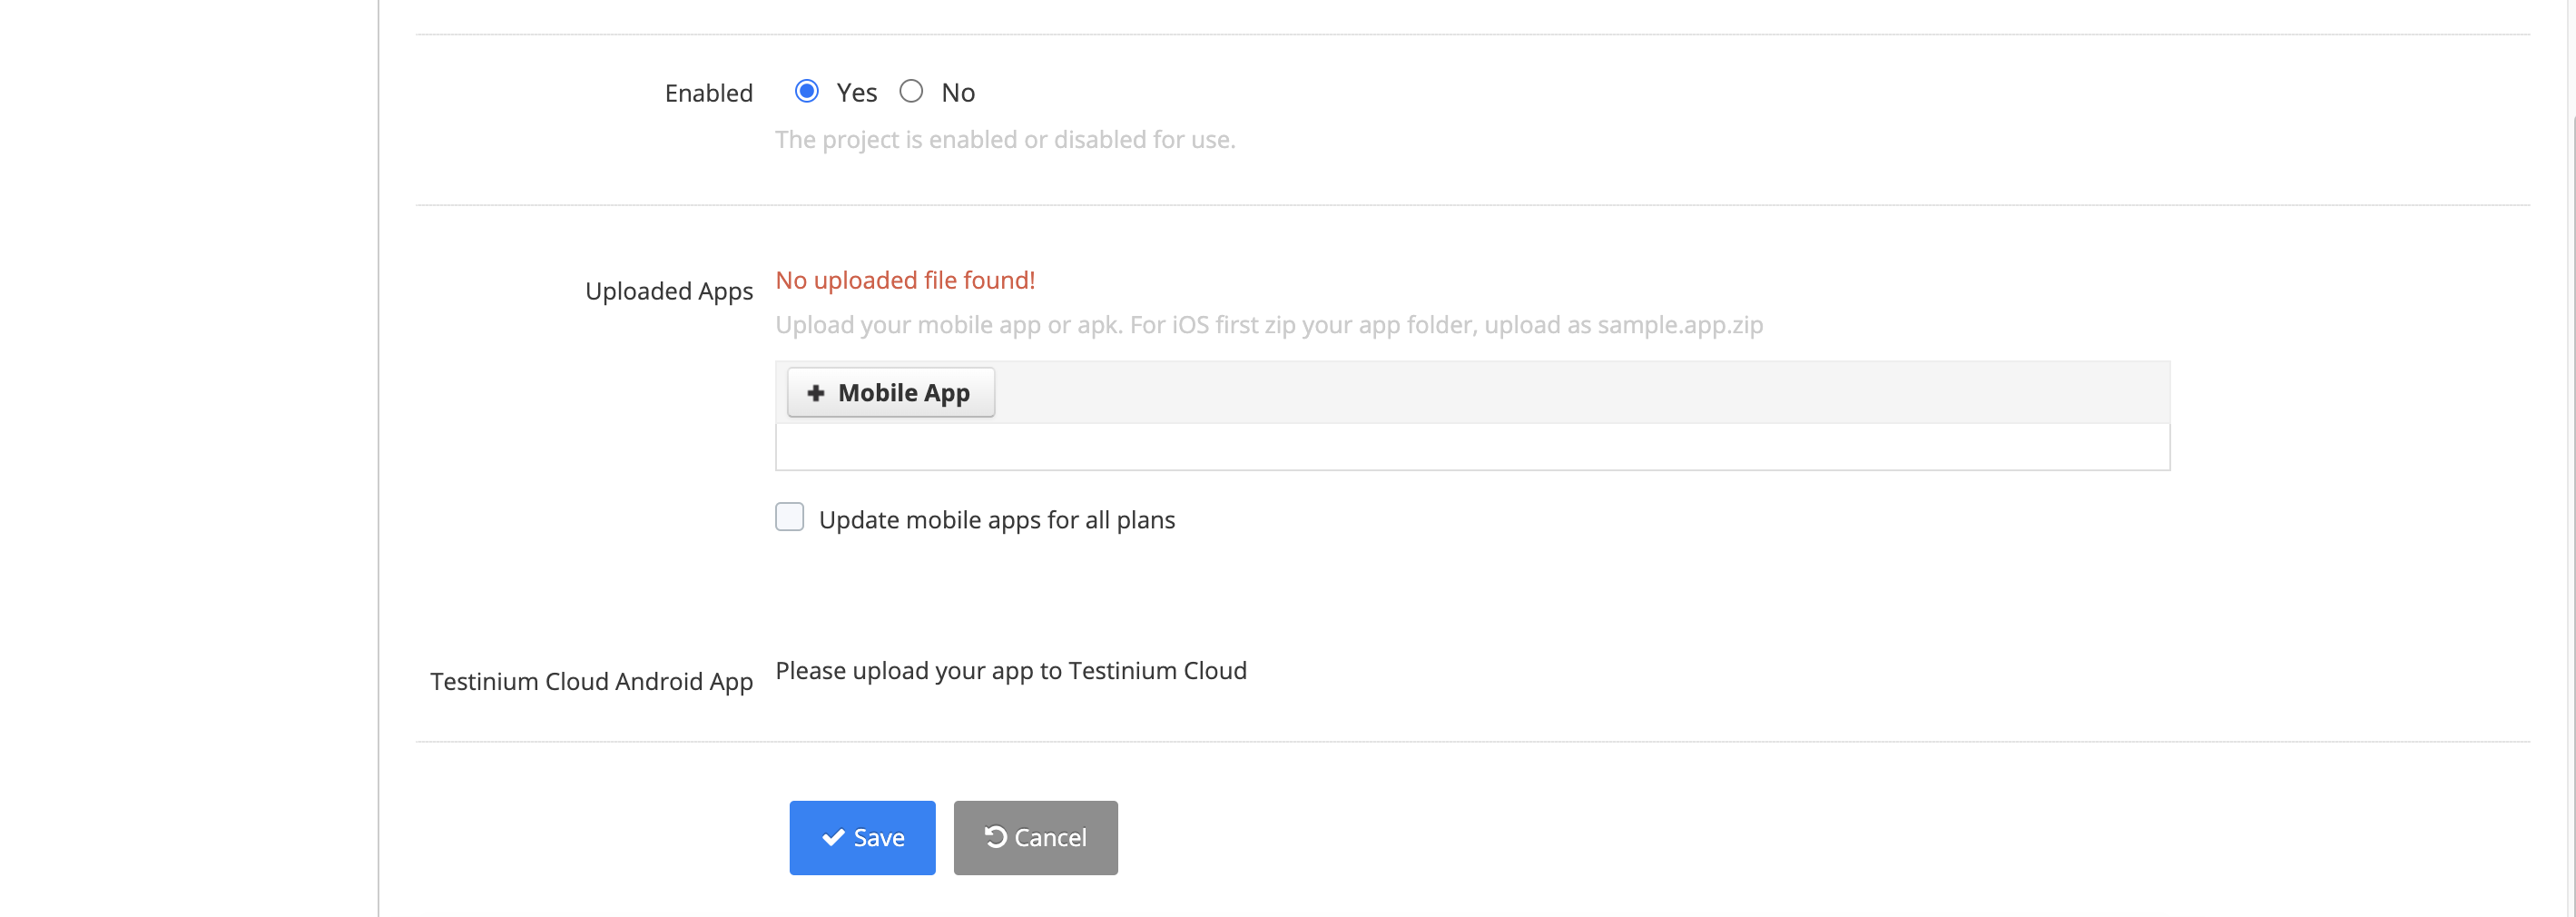 Enabled Yes No
The project is enabled or disabled for use.
Uploaded Apps No uploaded file found!
Upload your mobile app or apk. For iOS first zip your app folder, upload as sample.app.zip
Mobile App
Update mobile apps for all plans
Testinium Cloud Android App Please upload your app to Testinium Cloud
Save Cancel